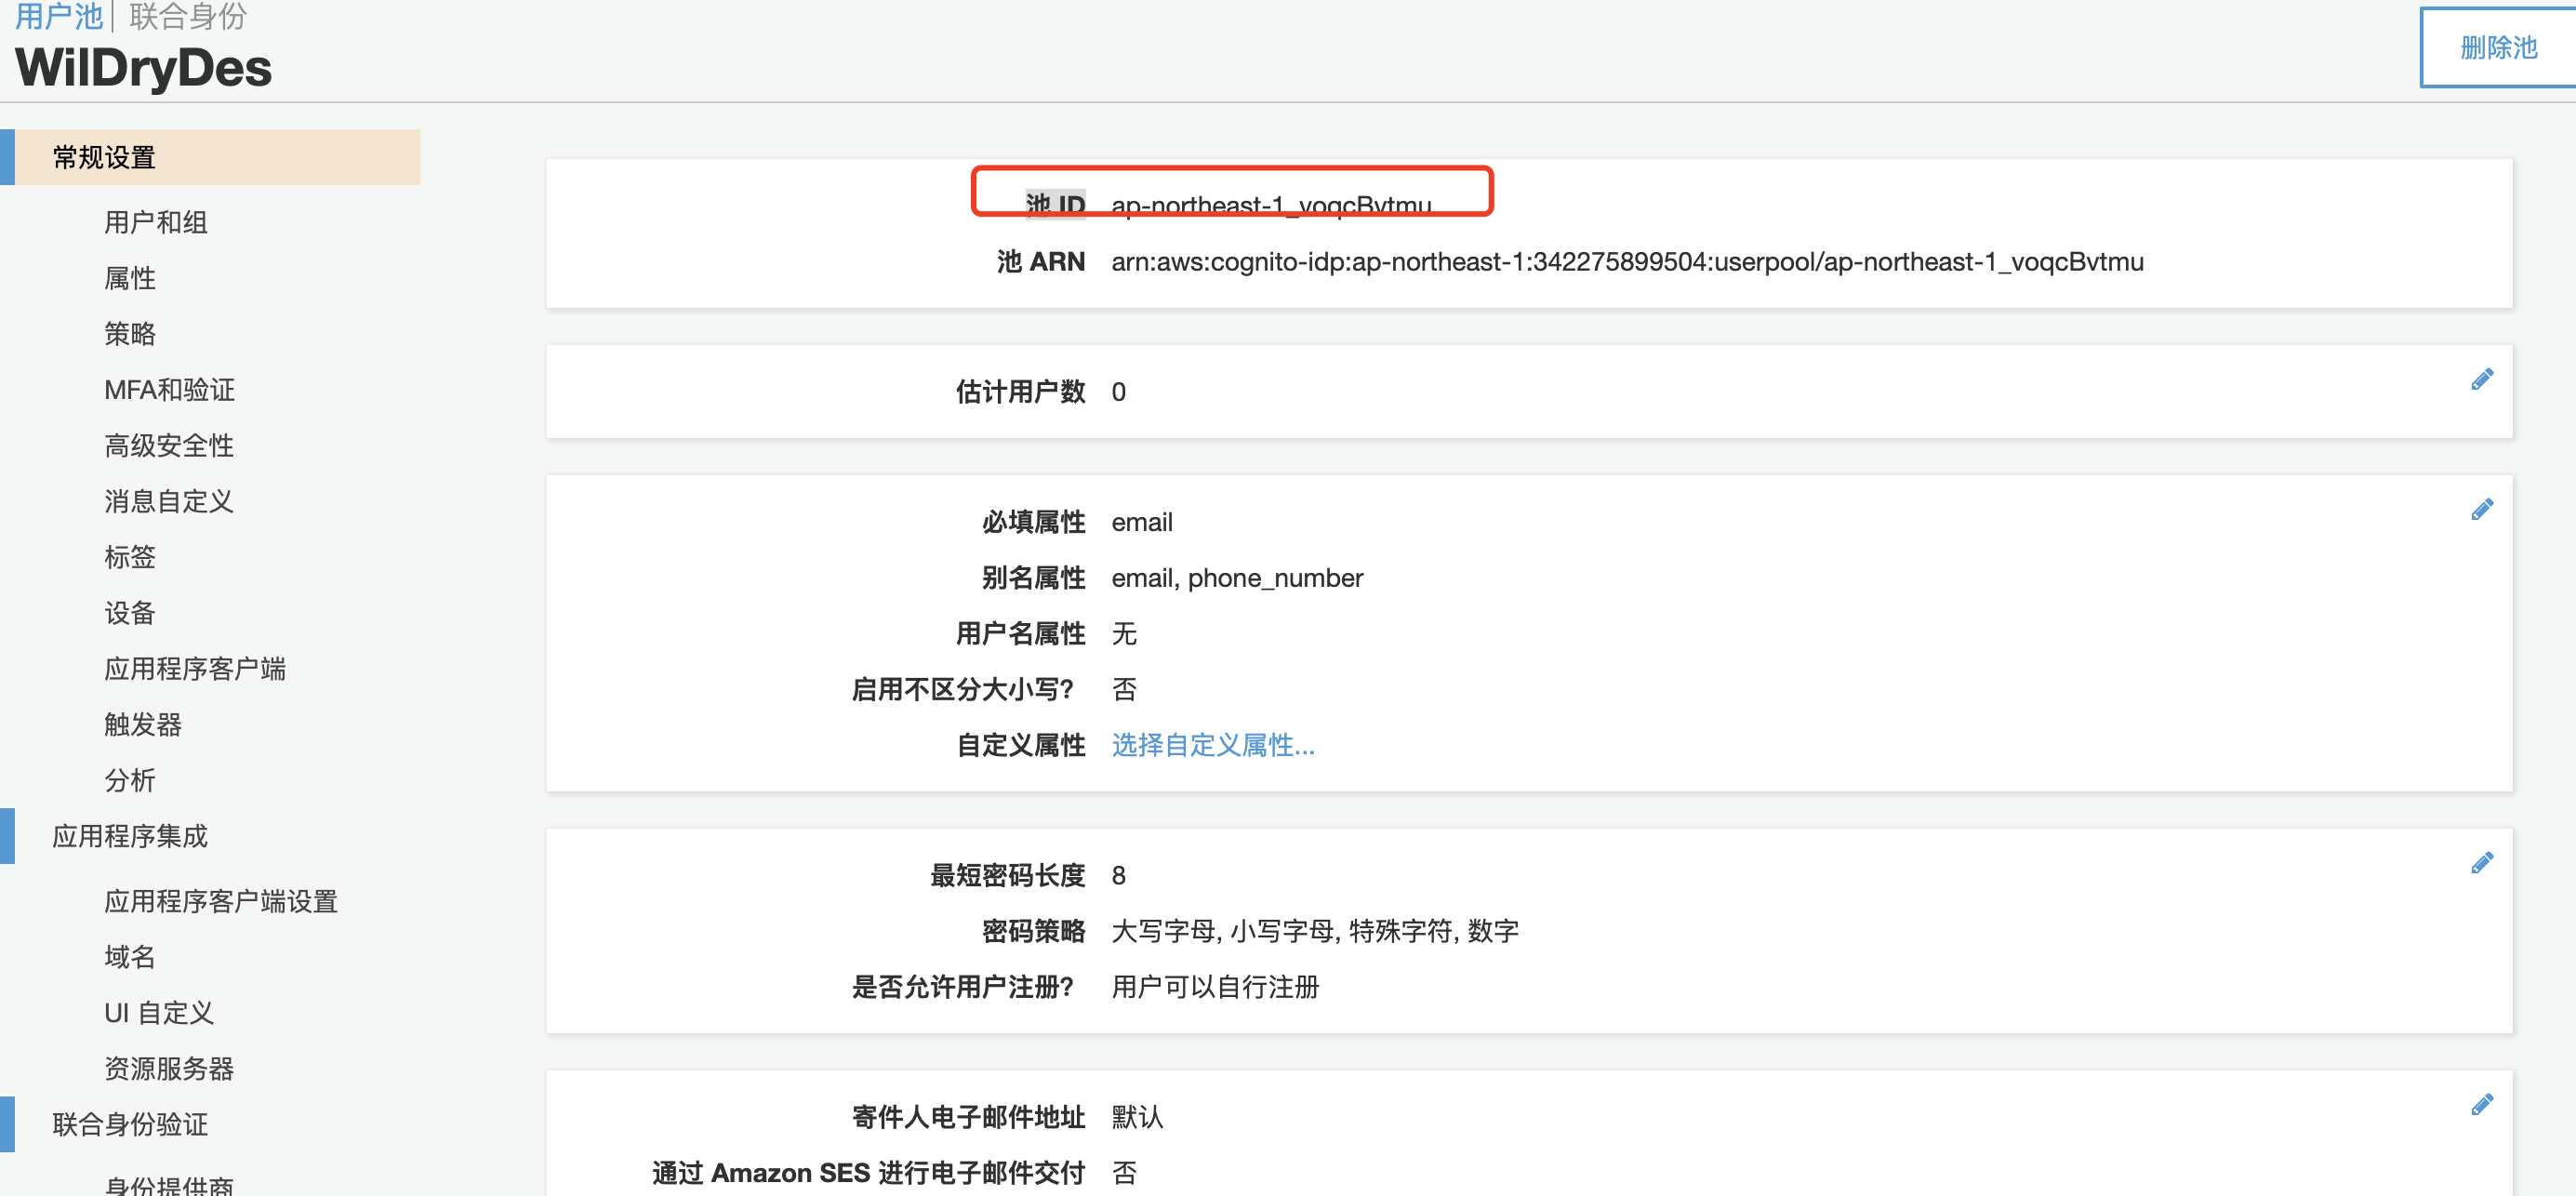 用户池 | 联合身份
WilDryDes
删除池
常规设置
用户和组
属性
策略
MFA和验证
高级安全性
消息自定义
标签
设备
应用程序客户端
触发器
分析
应用程序集成
应用程序客户端设置
域名
UI 自定义
资源服务器
联合身份验证
身份提供商
池 ID ap-northeast-1_voqcBvtmu
池 ARN arn:aws:cognito-idp:ap-northeast-1:342275899504:userpool/ap-northeast-1_voqcBvtmu
估计用户数 0
必填属性 email
别名属性 email, phone_number
用户名属性 无
启用不区分大小写? 否
自定义属性 选择自定义属性...
最短密码长度 8
密码策略 大写字母, 小写字母, 特殊字符, 数字
是否允许用户注册? 用户可以自行注册
寄件人电子邮件地址 默认
通过 Amazon SES 进行电子邮件交付 否